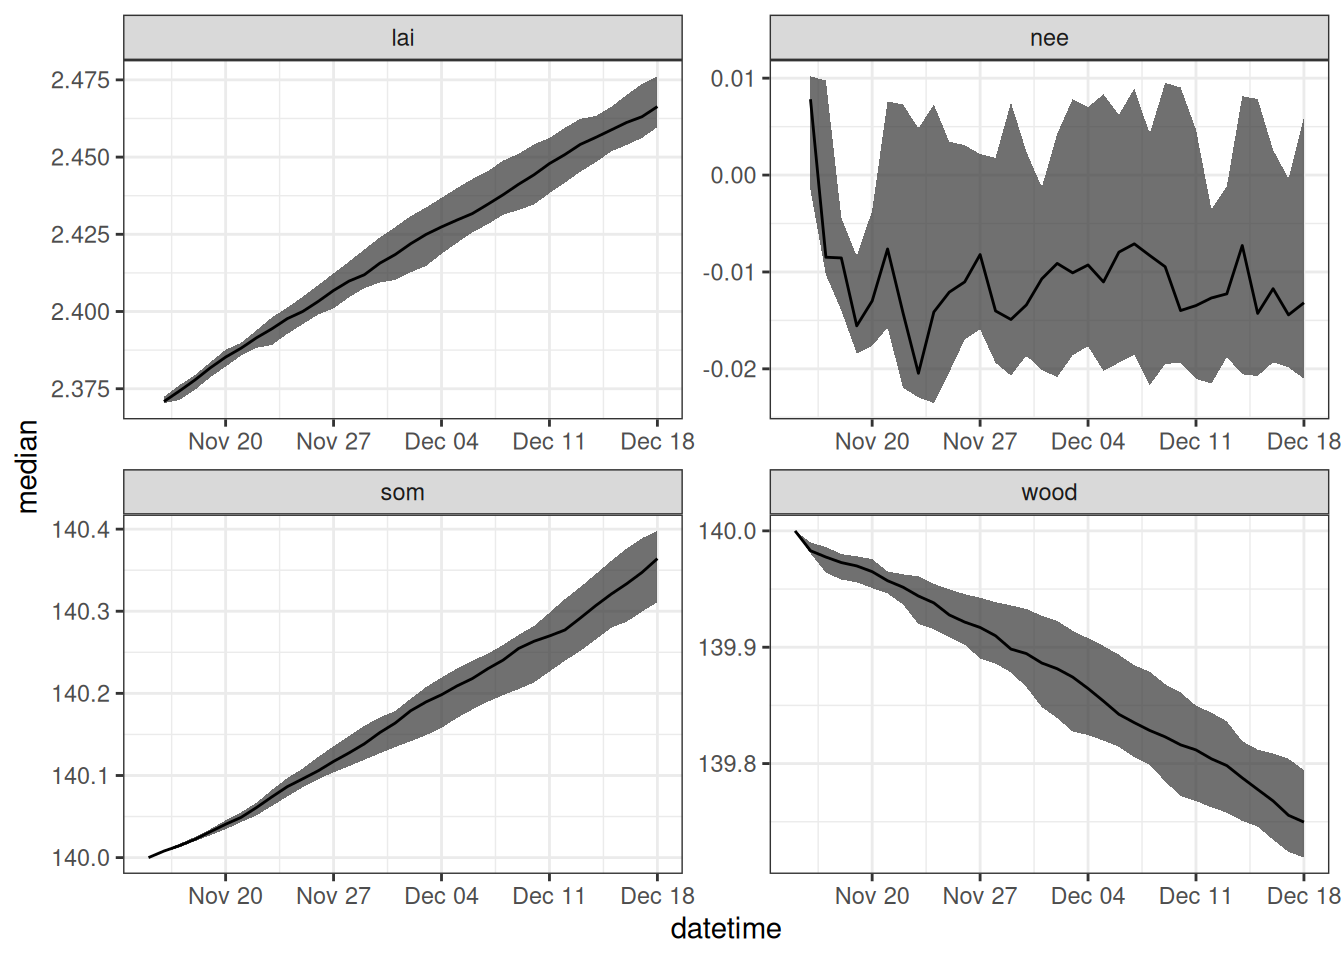 lai
nee
2.475
2.450
2.425
2.400
2.375
0.01
0.00
-0.01
-0.02
Nov 20 Nov 27 Dec 04 Dec 11 Dec 18
Nov 20 Nov 27 Dec 04 Dec 11 Dec 18
median
som
wood
140.4
140.3
140.2
140.1
140.0
140.0
139.9
139.8
Nov 20 Nov 27 Dec 04 Dec 11 Dec 18
Nov 20 Nov 27 Dec 04 Dec 11 Dec 18
datetime